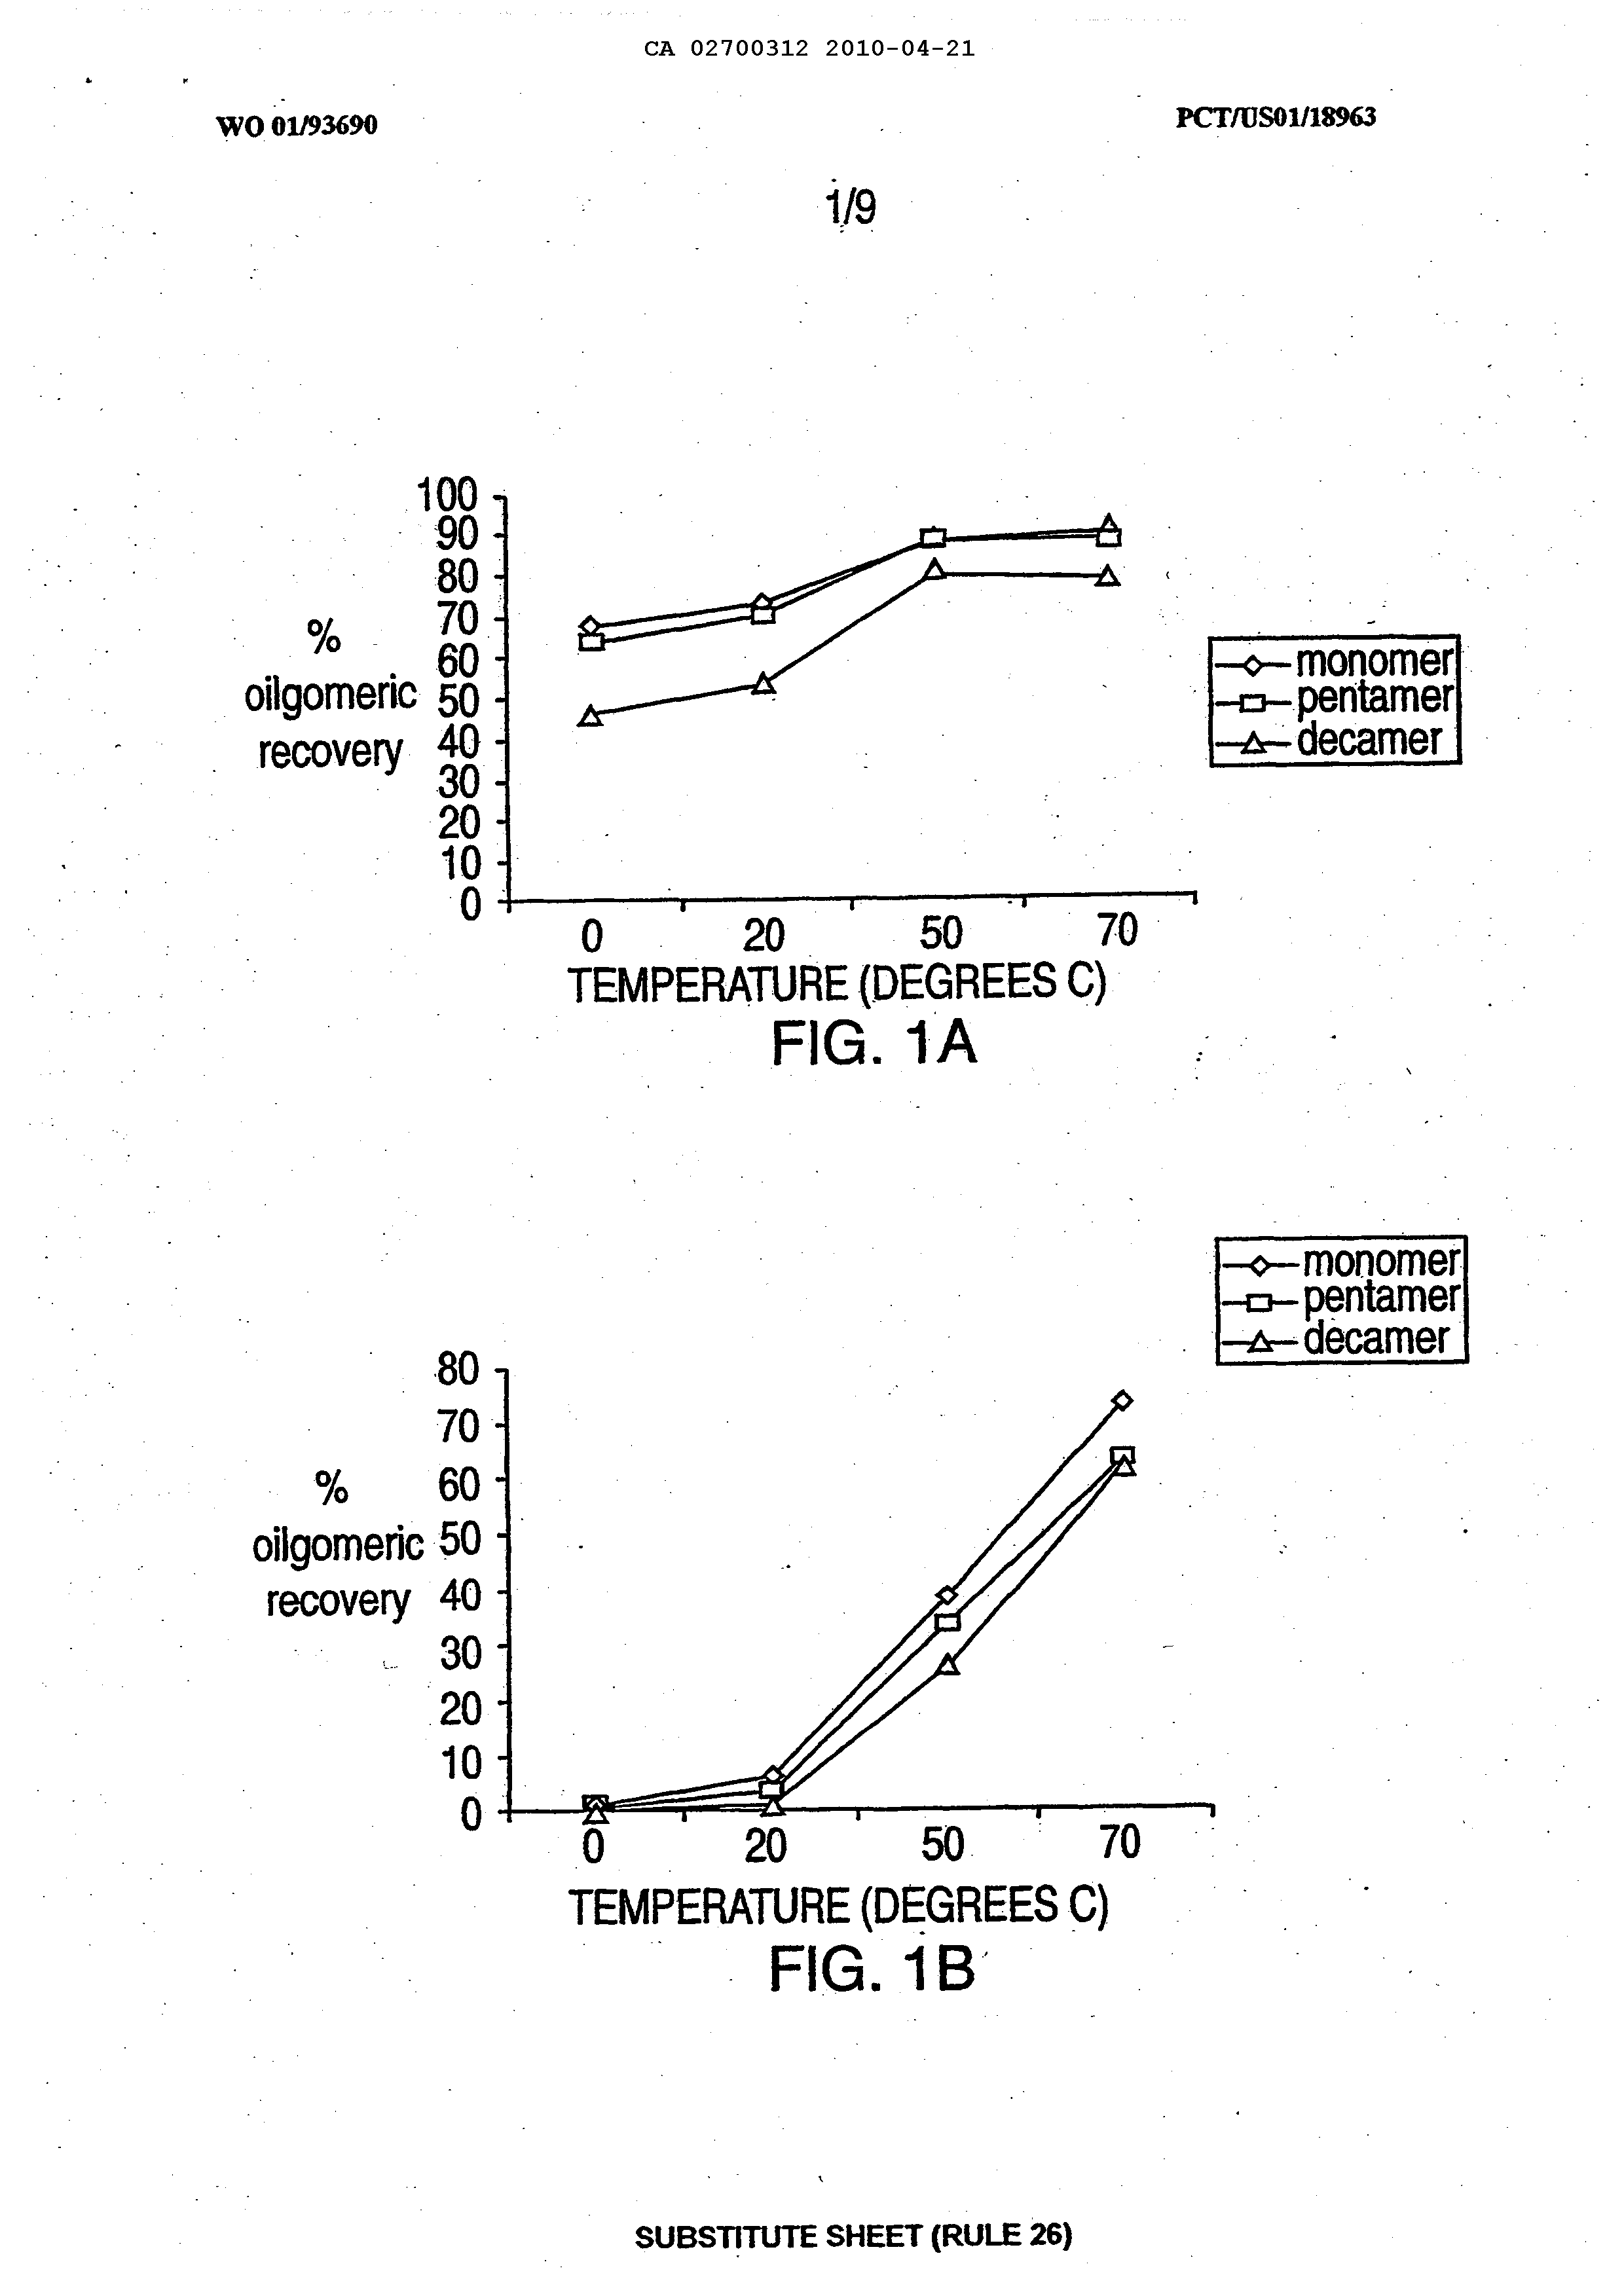 CA 02700312 2010-04-21
WO 01/93690
PCT/US01/18963
1/9
100
90
80
70
60
50
40
30
20
10
0
%
oilgomeric
recovery
monomer
pentamer
decamer
0 20 50 70
TEMPERATURE (DEGREES C)
FIG. 1A
monomer
pentamer
decamer
80
70
60
50
40
30
20
10
0
%
oilgomeric
recovery
0 20 50 70
TEMPERATURE (DEGREES C)
FIG. 1B
SUBSTITUTE SHEET (RULE 26)